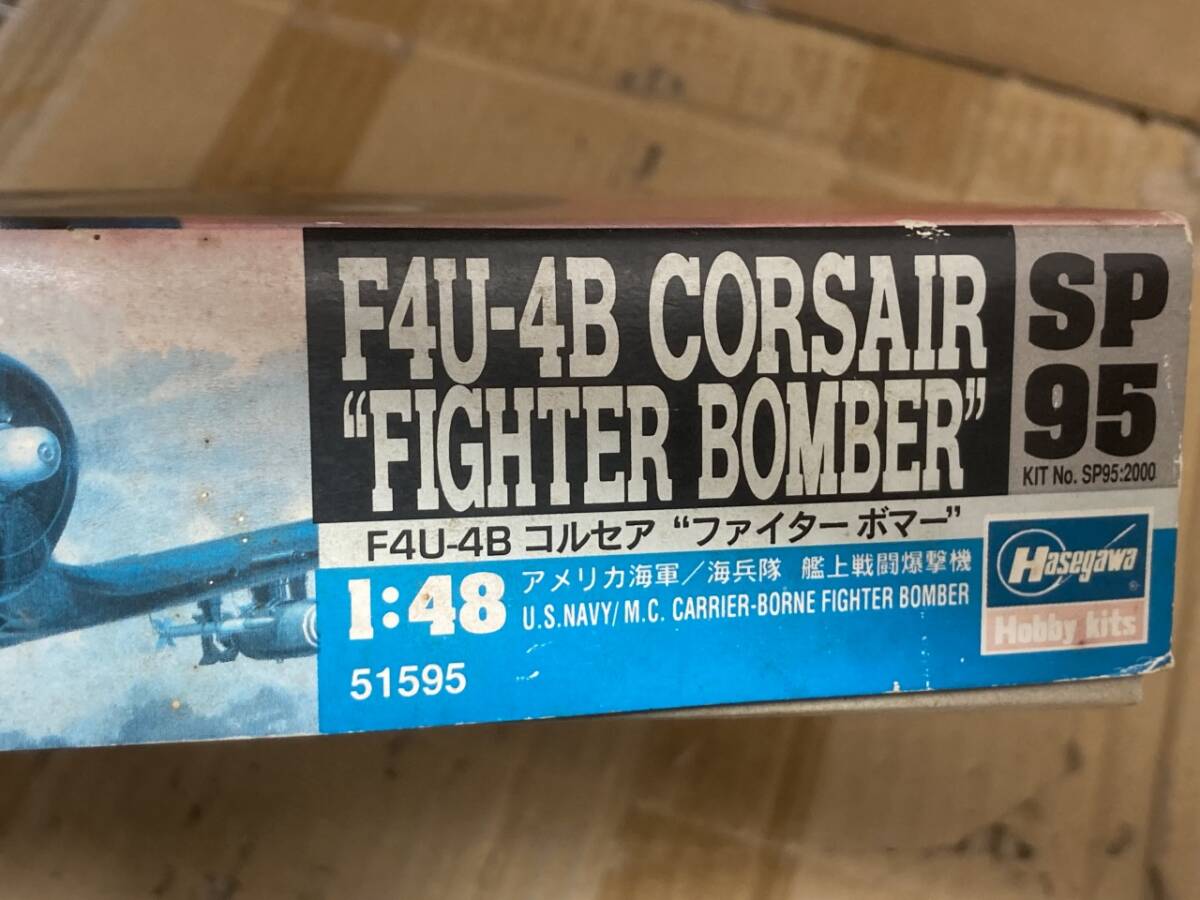 F4U-4B CORSAIR
"FIGHTER BOMBER"
SP
95
KIT No. SP95:2000
F4U-4B コルセア "ファイター ボマー"
1:48
アメリカ海軍/海兵隊 艦上戦闘爆撃機
U.S.NAVY/M.C. CARRIER-BORNE FIGHTER BOMBER
51595
Hasegawa
Hobby kits